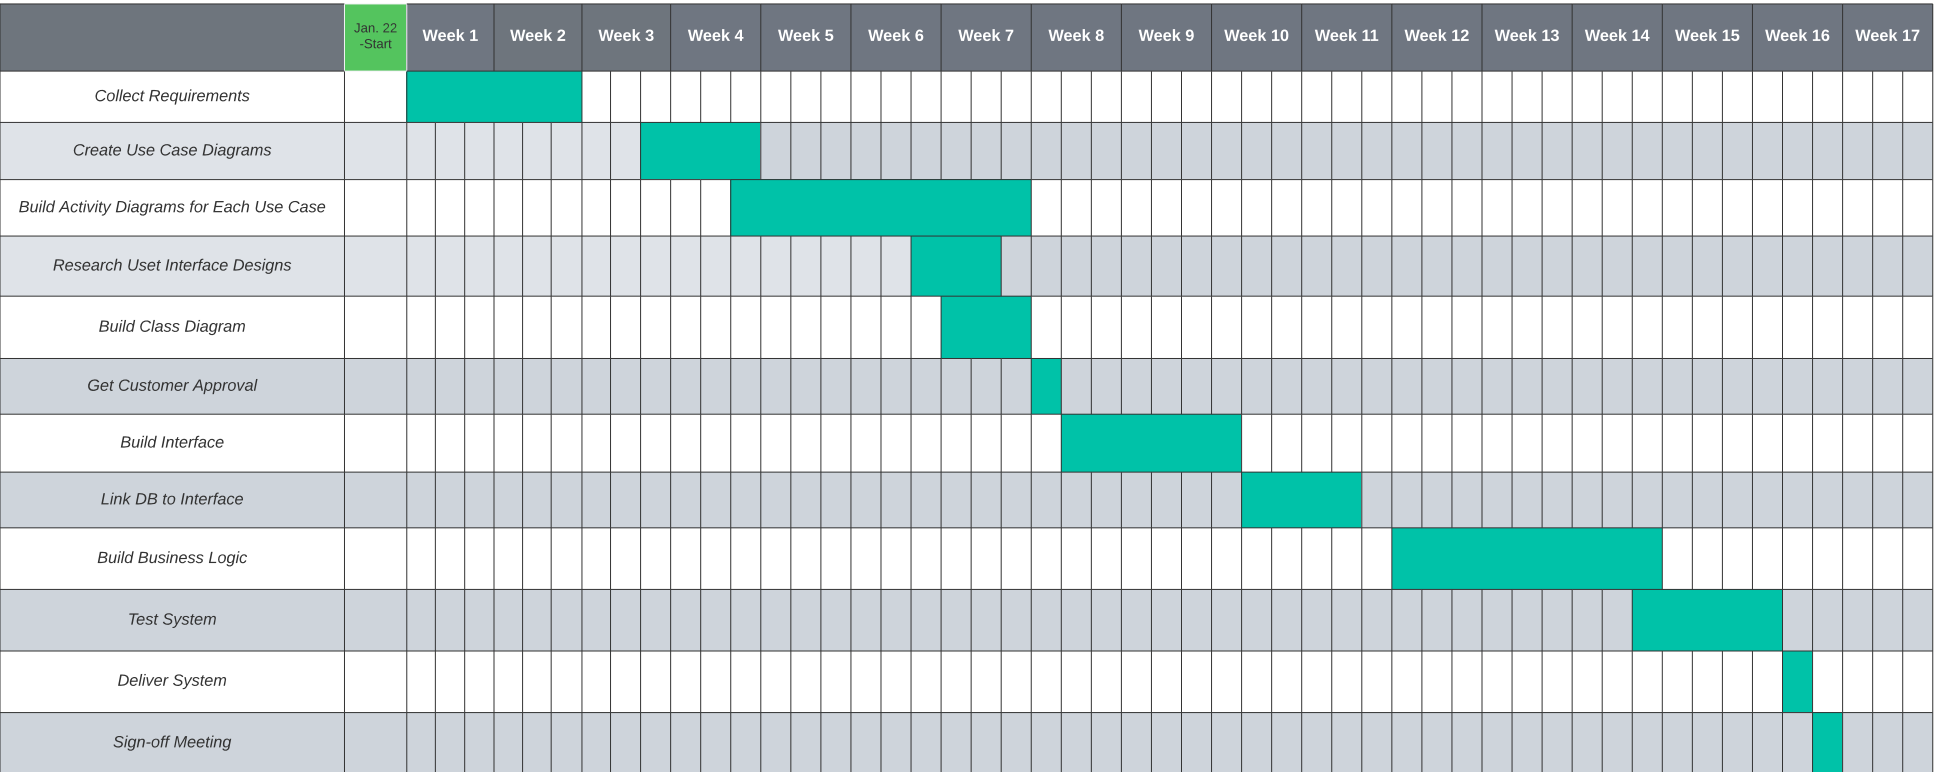 Jan. 22
-Start
Week 1 Week 2 Week 3 Week 4 Week 5 Week 6 Week 7 Week 8 Week 9 Week 10 Week 11 Week 12 Week 13 Week 14 Week 15 Week 16 Week 17
Collect Requirements
Create Use Case Diagrams
Build Activity Diagrams for Each Use Case
Research Uset Interface Designs
Build Class Diagram
Get Customer Approval
Build Interface
Link DB to Interface
Build Business Logic
Test System
Deliver System
Sign-off Meeting